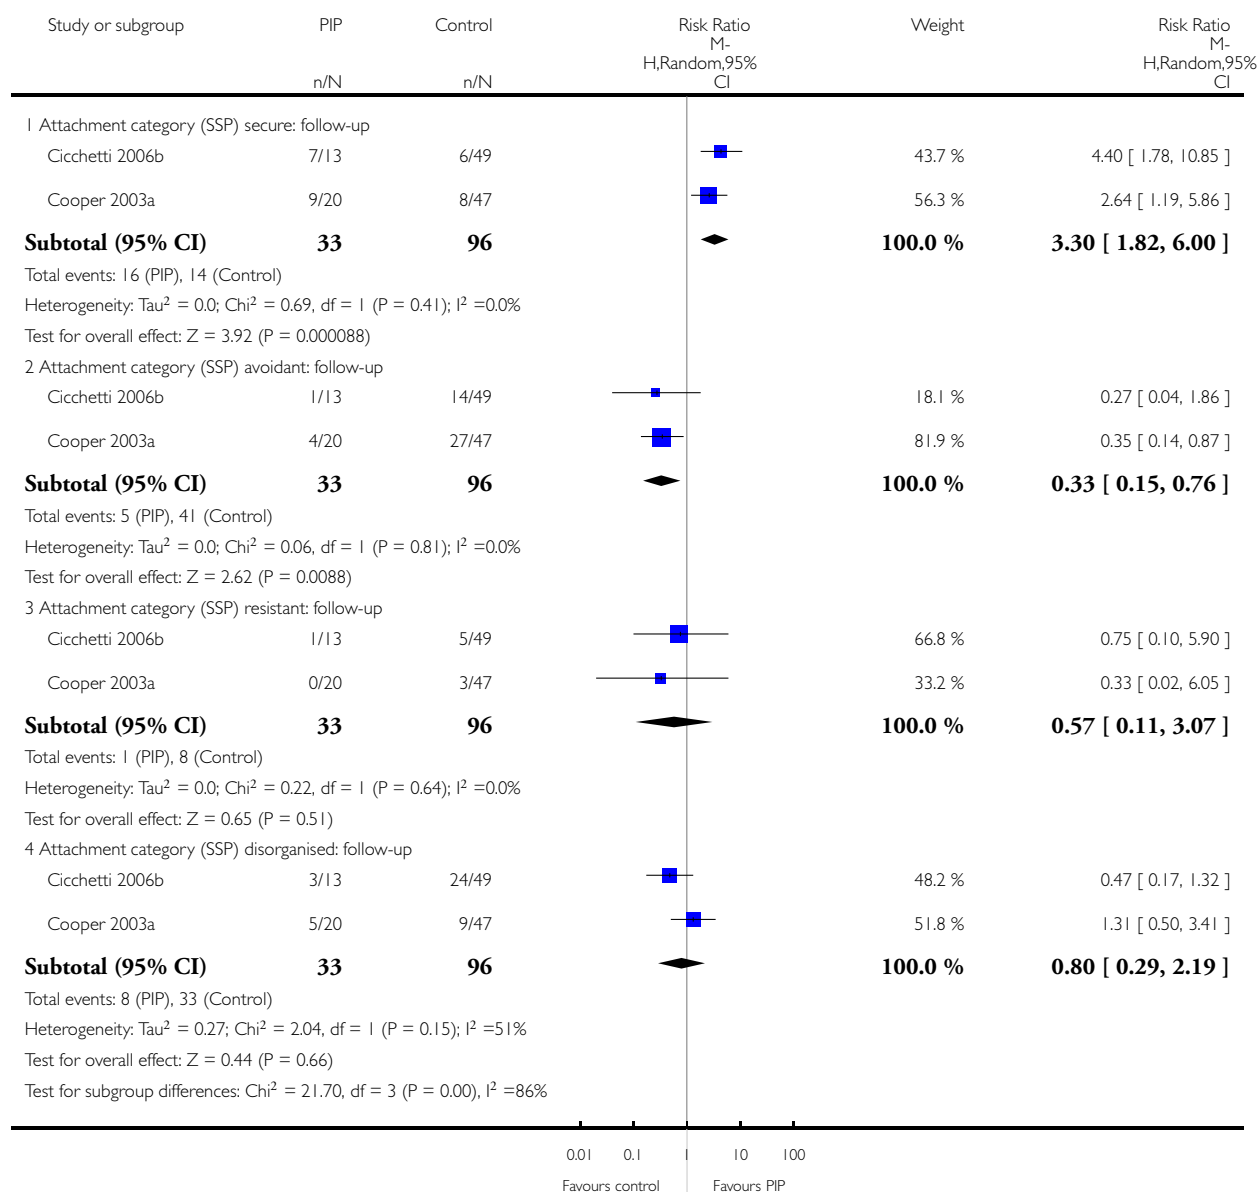 Study or subgroup PIP Control Risk Ratio Weight Risk Ratio
M- M-
H,Random,95% H,Random,95%
n/N n/N CI CI
1 Attachment category (SSP) secure: follow-up
Cicchetti 2006b 7/13 6/49 43.7 % 4.40 [ 1.78, 10.85 ]
Cooper 2003a 9/20 8/47 56.3 % 2.64 [ 1.19, 5.86 ]
Subtotal (95% CI) 33 96 100.0 % 3.30 [ 1.82, 6.00 ]
Total events: 16 (PIP), 14 (Control)
Heterogeneity: Tau² = 0.0; Chi² = 0.69, df = 1 (P = 0.41); I² =0.0%
Test for overall effect: Z = 3.92 (P = 0.000088)
2 Attachment category (SSP) avoidant: follow-up
Cicchetti 2006b 1/13 14/49 18.1 % 0.27 [ 0.04, 1.86 ]
Cooper 2003a 4/20 27/47 81.9 % 0.35 [ 0.14, 0.87 ]
Subtotal (95% CI) 33 96 100.0 % 0.33 [ 0.15, 0.76 ]
Total events: 5 (PIP), 41 (Control)
Heterogeneity: Tau² = 0.0; Chi² = 0.06, df = 1 (P = 0.81); I² =0.0%
Test for overall effect: Z = 2.62 (P = 0.0088)
3 Attachment category (SSP) resistant: follow-up
Cicchetti 2006b 1/13 5/49 66.8 % 0.75 [ 0.10, 5.90 ]
Cooper 2003a 0/20 3/47 33.2 % 0.33 [ 0.02, 6.05 ]
Subtotal (95% CI) 33 96 100.0 % 0.57 [ 0.11, 3.07 ]
Total events: 1 (PIP), 8 (Control)
Heterogeneity: Tau² = 0.0; Chi² = 0.22, df = 1 (P = 0.64); I² =0.0%
Test for overall effect: Z = 0.65 (P = 0.51)
4 Attachment category (SSP) disorganised: follow-up
Cicchetti 2006b 3/13 24/49 48.2 % 0.47 [ 0.17, 1.32 ]
Cooper 2003a 5/20 9/47 51.8 % 1.31 [ 0.50, 3.41 ]
Subtotal (95% CI) 33 96 100.0 % 0.80 [ 0.29, 2.19 ]
Total events: 8 (PIP), 33 (Control)
Heterogeneity: Tau² = 0.27; Chi² = 2.04, df = 1 (P = 0.15); I² =51%
Test for overall effect: Z = 0.44 (P = 0.66)
Test for subgroup differences: Chi² = 21.70, df = 3 (P = 0.00), I² =86%
0.01 0.1 1 10 100
Favours control Favours PIP